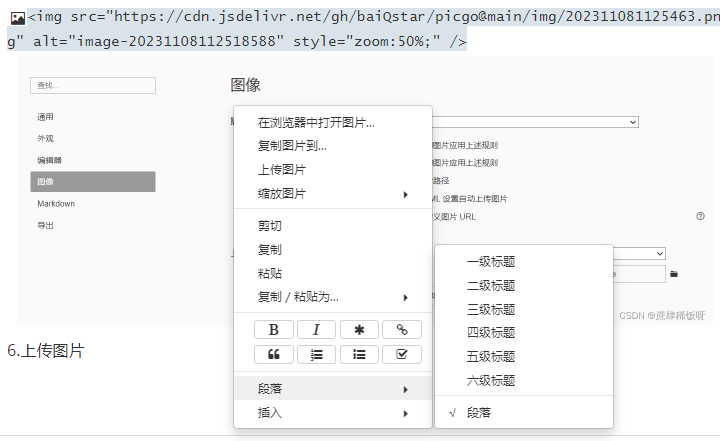 <img src="https://cdn.jsdelivr.net/gh/baiQstar/picgo@main/img/202311081125463.pn
g" alt="image-20231108112518588" style="zoom:50%;" />
查找...
图像
通用
外观
编辑器
图像
Markdown
导出
在浏览器中打开图片...
复制图片到...
上传图片
缩放图片
图片应用上述规则
图片应用上述规则
路径
ML 设置自动上传图片
义图片 URL
剪切
复制
粘贴
复制 / 粘贴为...
B I
段落
插入
一级标题
二级标题
三级标题
四级标题
五级标题
六级标题
√ 段落
CSDN @蔗肆稀饭呀
6.上传图片